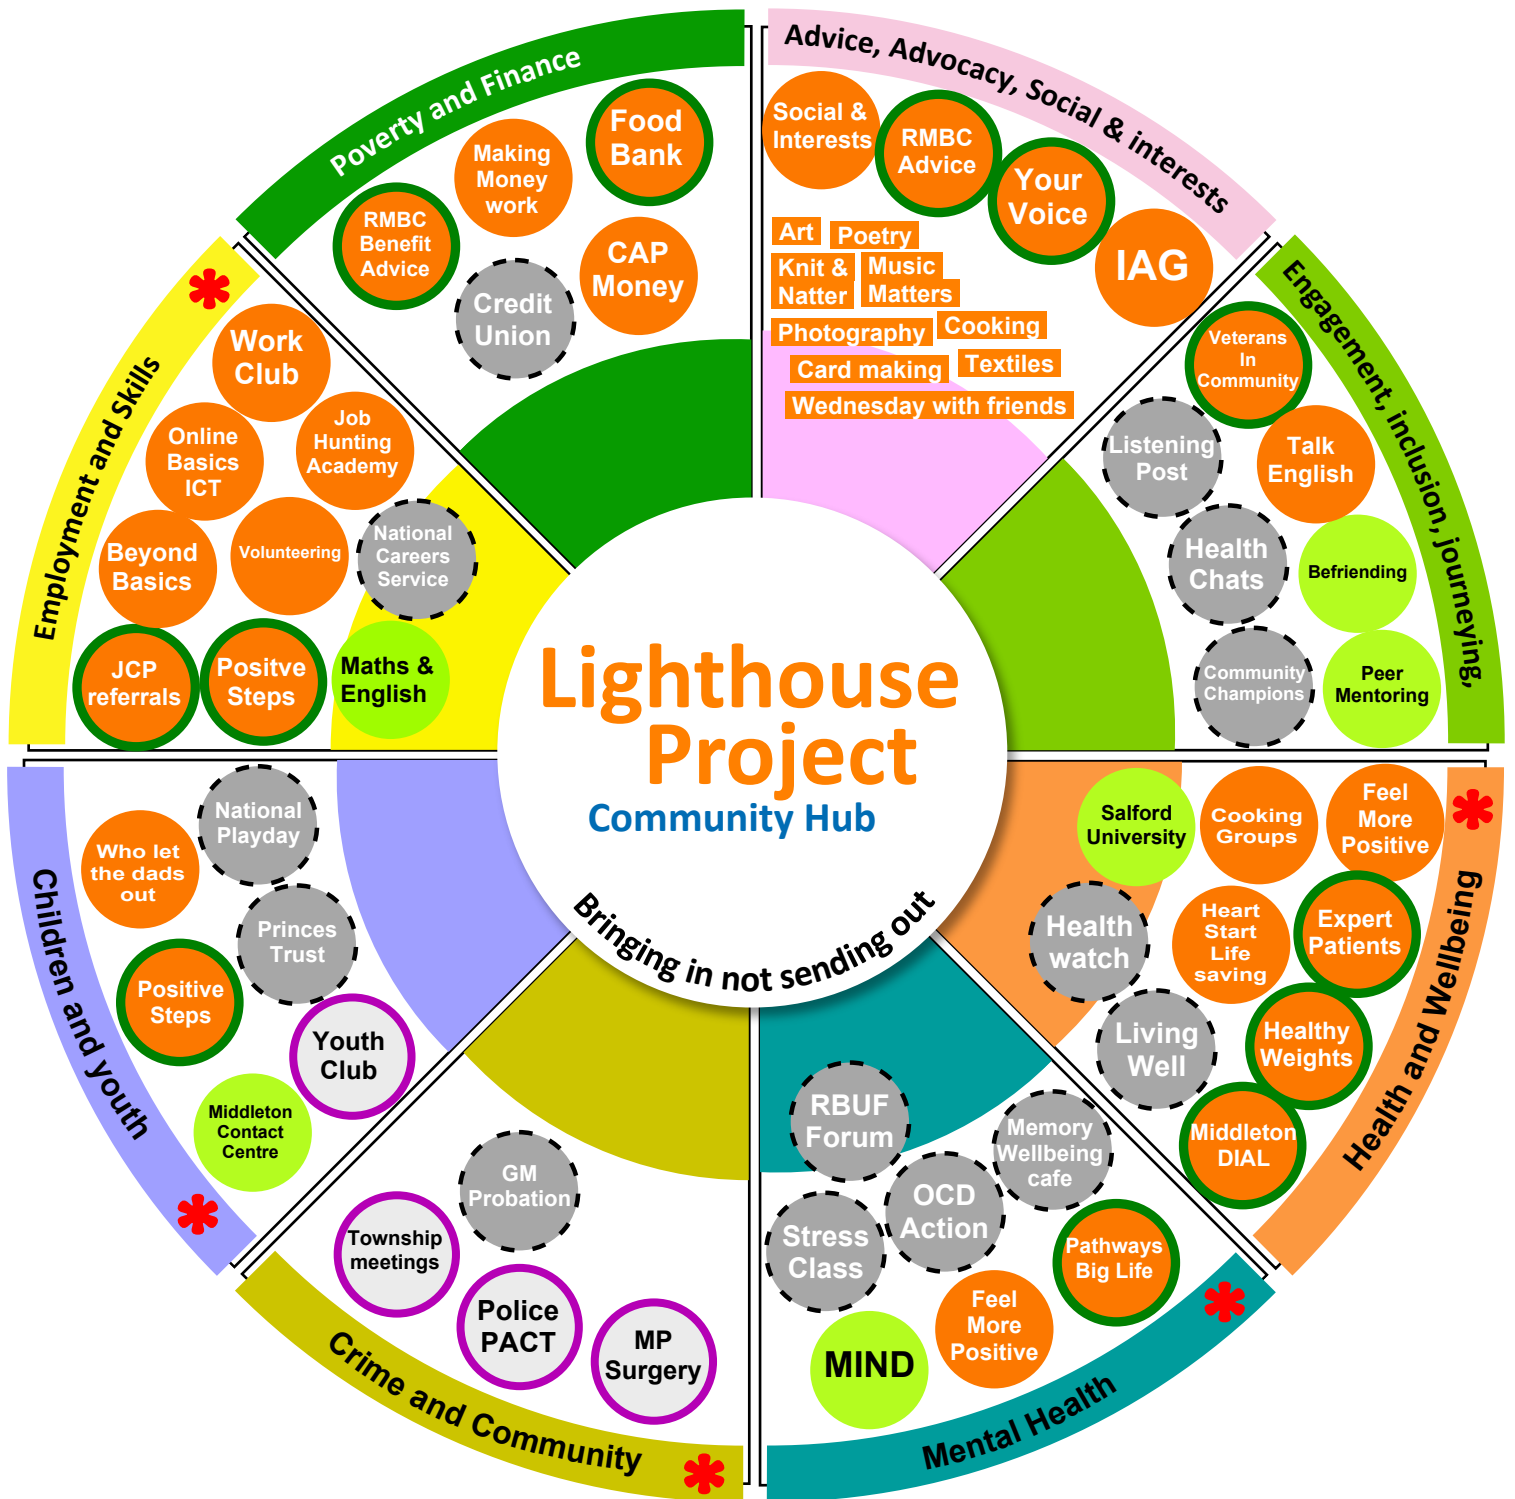 Lighthouse
Project
Community Hub
Bringing in not sending out
Poverty and Finance
Food
Bank
Making
Money
work
RMBC
Benefit
Advice
CAP
Money
Credit
Union
Advice, Advocacy, Social & interests
Social &
Interests
RMBC
Advice
Your
Voice
IAG
Art
Poetry
Knit &
Natter
Music
Matters
Photography
Cooking
Card making
Textiles
Wednesday with friends
Engagement, inclusion, journeying,
Veterans
In
Community
Listening
Post
Talk
English
Health
Chats
Befriending
Community
Champions
Peer
Mentoring
Health and Wellbeing
Salford
University
Cooking
Groups
Feel
More
Positive
Health
watch
Heart
Start
Life
saving
Expert
Patients
Living
Well
Healthy
Weights
Middleton
DIAL
Mental Health
RBUF
Forum
Memory
Wellbeing
cafe
OCD
Action
Stress
Class
Pathways
Big Life
Feel
More
Positive
MIND
Crime and Community
GM
Probation
Township
meetings
Police
PACT
MP
Surgery
Children and youth
National
Playday
Who let
the dads
out
Princes
Trust
Positive
Steps
Youth
Club
Middleton
Contact
Centre
Employment and Skills
Work
Club
Job
Hunting
Academy
Online
Basics
ICT
National
Careers
Service
Beyond
Basics
Volunteering
JCP
referrals
Positve
Steps
Maths &
English